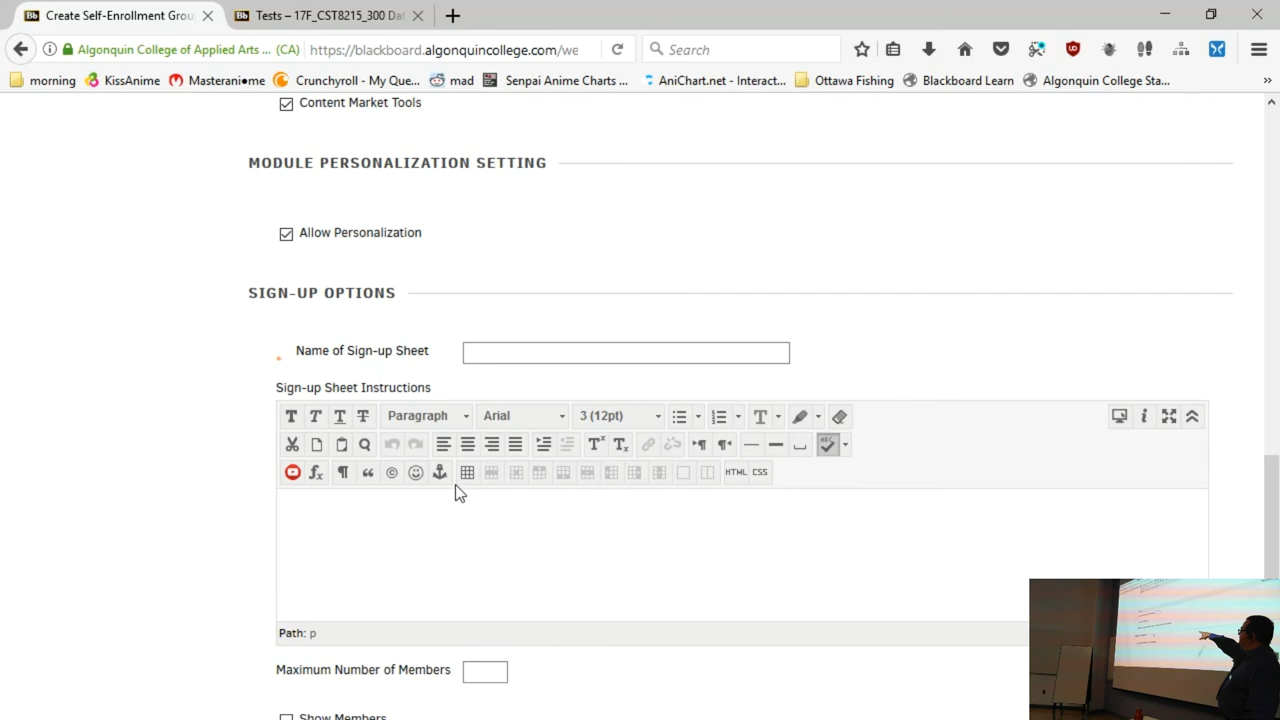 Create Self-Enrollment Grou
Tests – 17F_CST8215_300 Dat
Algonquin College of Applied Arts ... (CA)
https://blackboard.algonquincollege.com/we
Search
morning
KissAnime
Masterani●me
Crunchyroll - My Que...
mad
Senpai Anime Charts ...
AniChart.net - Interact...
Ottawa Fishing
Blackboard Learn
Algonquin College Sta...
Content Market Tools
MODULE PERSONALIZATION SETTING
Allow Personalization
SIGN-UP OPTIONS
* Name of Sign-up Sheet
Sign-up Sheet Instructions
T T T T Paragraph Arial 3 (12pt)
HTML CSS
Path: p
Maximum Number of Members
Show Members